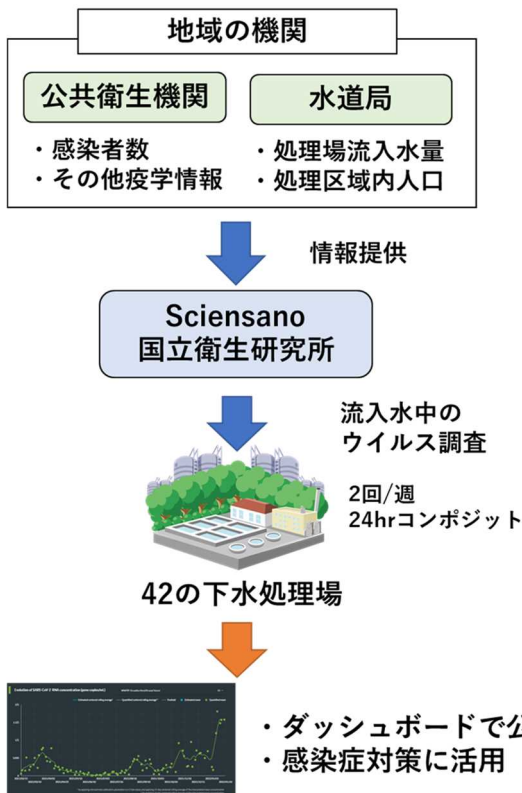 地域の機関
公共衛生機関
水道局
・感染者数
・その他疫学情報
・処理場流入水量
・処理区域内人口
情報提供
Sciensano
国立衛生研究所
流入水中の
ウイルス調査
2回/週
24hrコンポジット
42の下水処理場
・ダッシュボードで公
・感染症対策に活用